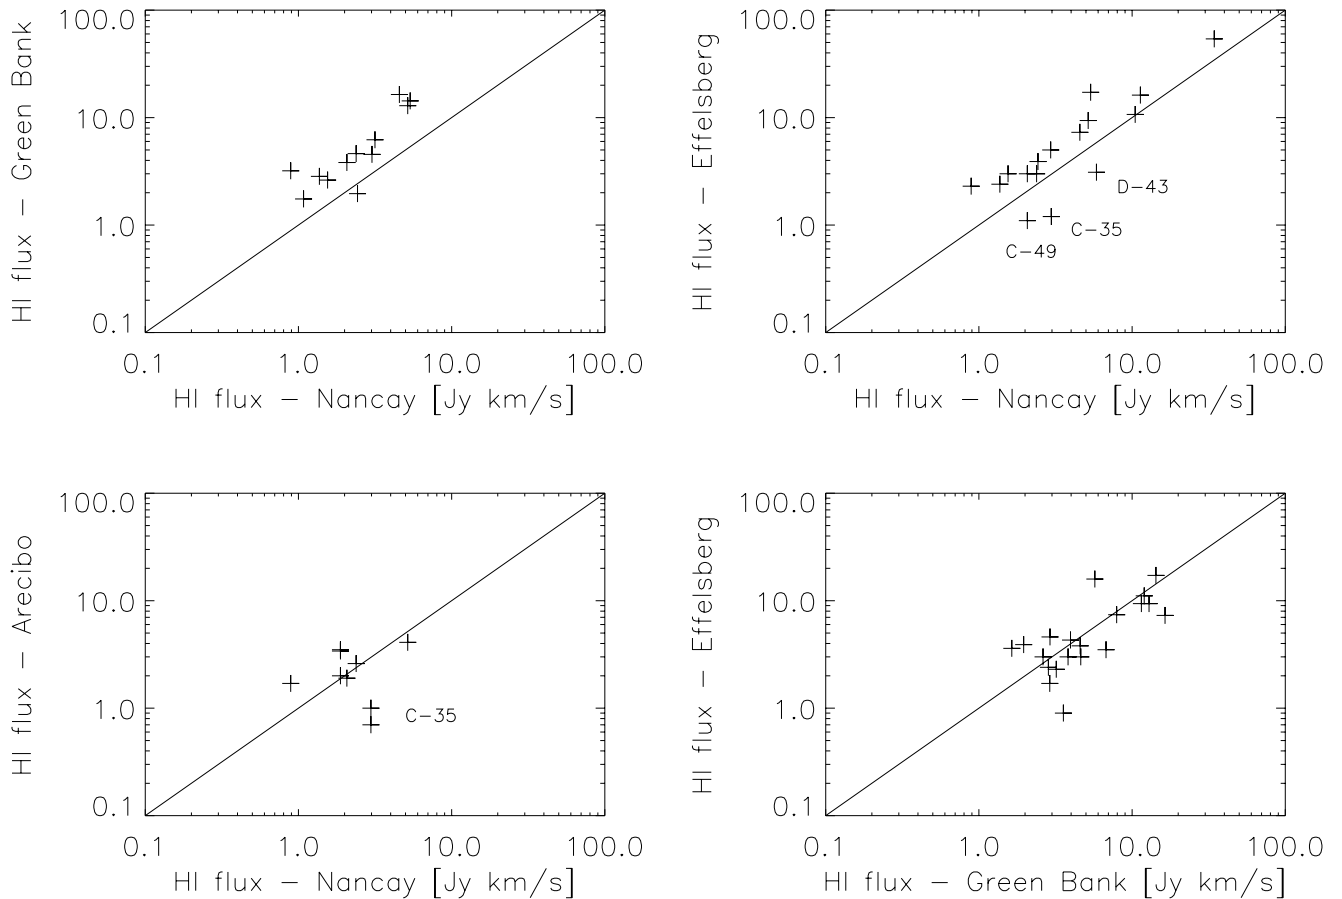 HI flux – Green Bank
100.0
10.0
1.0
0.1
0.1 1.0 10.0 100.0
HI flux – Nancay [Jy km/s]
HI flux – Effelsberg
100.0
10.0
1.0
0.1
D–43
C–35
C–49
0.1 1.0 10.0 100.0
HI flux – Nancay [Jy km/s]
HI flux – Arecibo
100.0
10.0
1.0
0.1
C–35
0.1 1.0 10.0 100.0
HI flux – Nancay [Jy km/s]
HI flux – Effelsberg
100.0
10.0
1.0
0.1
0.1 1.0 10.0 100.0
HI flux – Green Bank [Jy km/s]